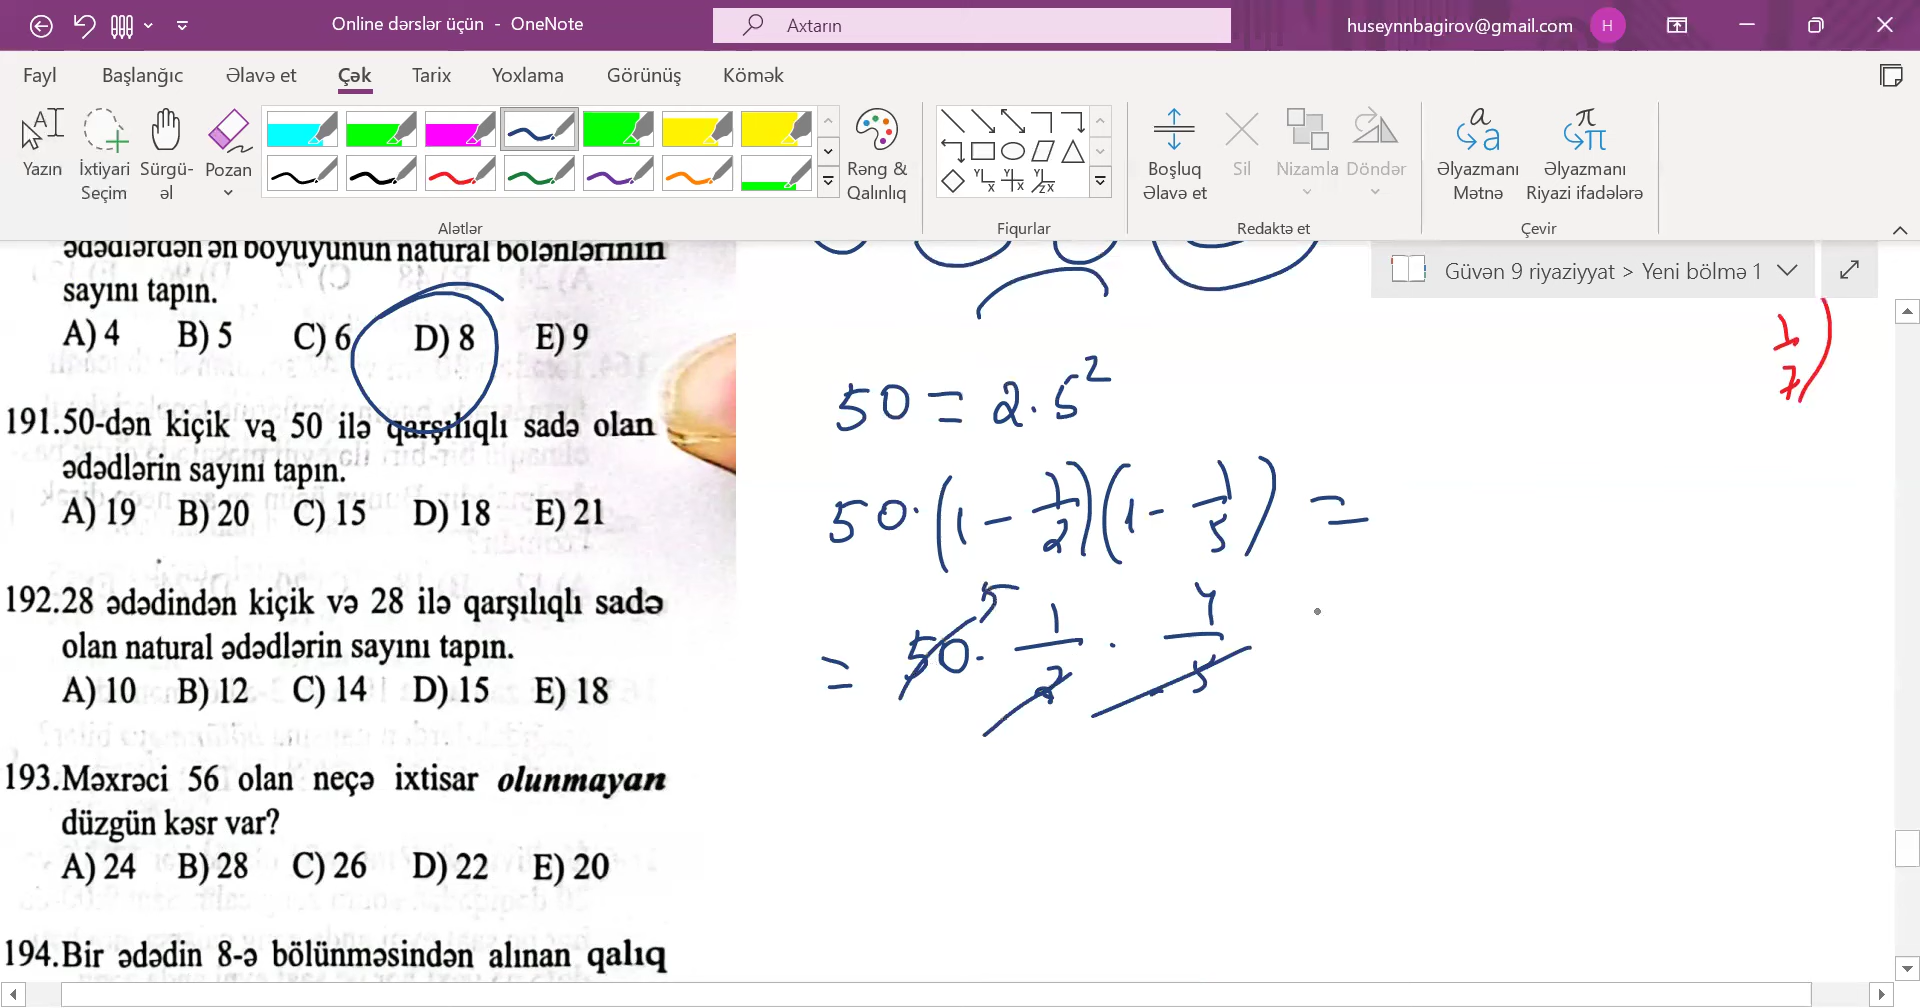 Online dərslər üçün - OneNote
Axtarın
huseynnbagirov@gmail.com
H
Fayl Başlanğıc Əlavə et Çək Tarix Yoxlama Görünüş Kömək
Yazın
İxtiyari Seçim
Sürgü-əl
Pozan
Rəng & Qalınlıq
Boşluq Əlavə et
Sil
Nizamla
Döndər
Əlyazmanı Mətnə
Əlyazmanı Riyazi ifadələrə
Alətlər
Fiqurlar
Redaktə et
Çevir
Güvən 9 riyaziyyat > Yeni bölmə 1
ədədlərdən ən böyüyünün natural bölənlərinin
sayını tapın.
A) 4 B) 5 C) 6 D) 8 E) 9
191. 50-dən kiçik və 50 ilə qarşılıqlı sadə olan
ədədlərin sayını tapın.
A) 19 B) 20 C) 15 D) 18 E) 21
192. 28 ədədindən kiçik və 28 ilə qarşılıqlı sadə
olan natural ədədlərin sayını tapın.
A) 10 B) 12 C) 14 D) 15 E) 18
193. Məxrəci 56 olan neçə ixtisar olunmayan
düzgün kəsr var?
A) 24 B) 28 C) 26 D) 22 E) 20
194. Bir ədədin 8-ə bölünməsindən alınan qalıq
50 = 2 · 5²
50 · (1 - 1/2)(1 - 1/5) =
= 50 · 1/2 · 4/5
5
1
7